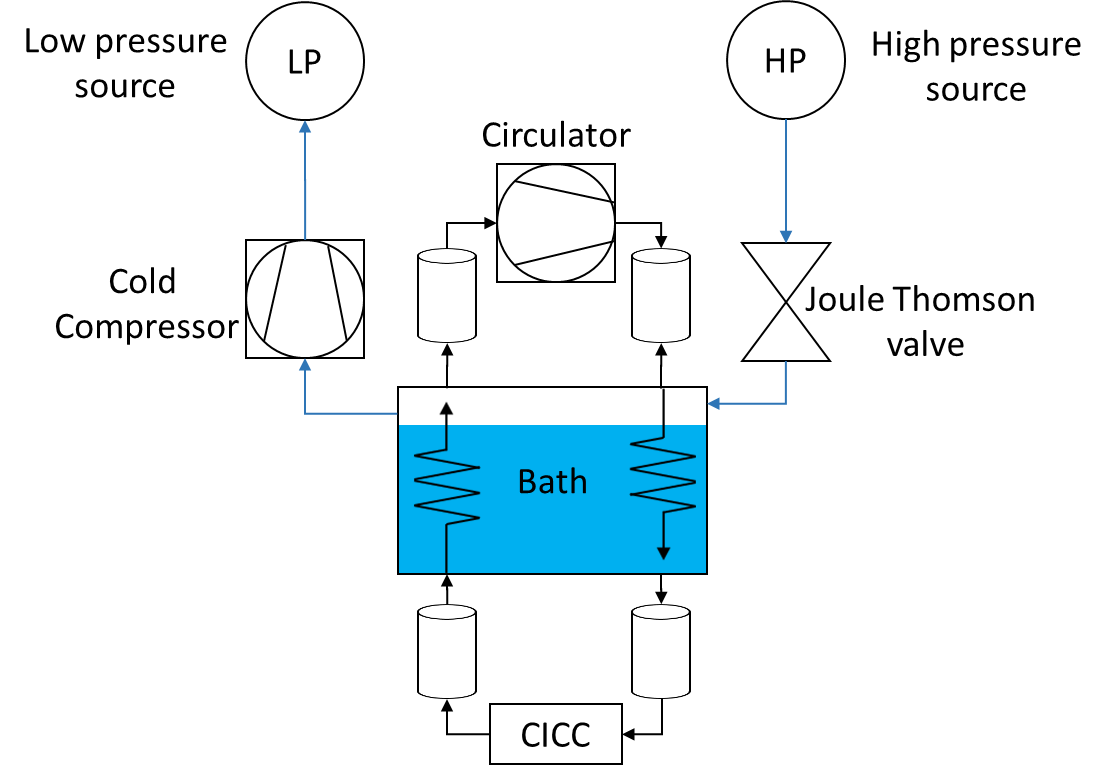 Low pressure
source
LP
HP
High pressure
source
Circulator
Cold
Compressor
Joule Thomson
valve
Bath
CICC